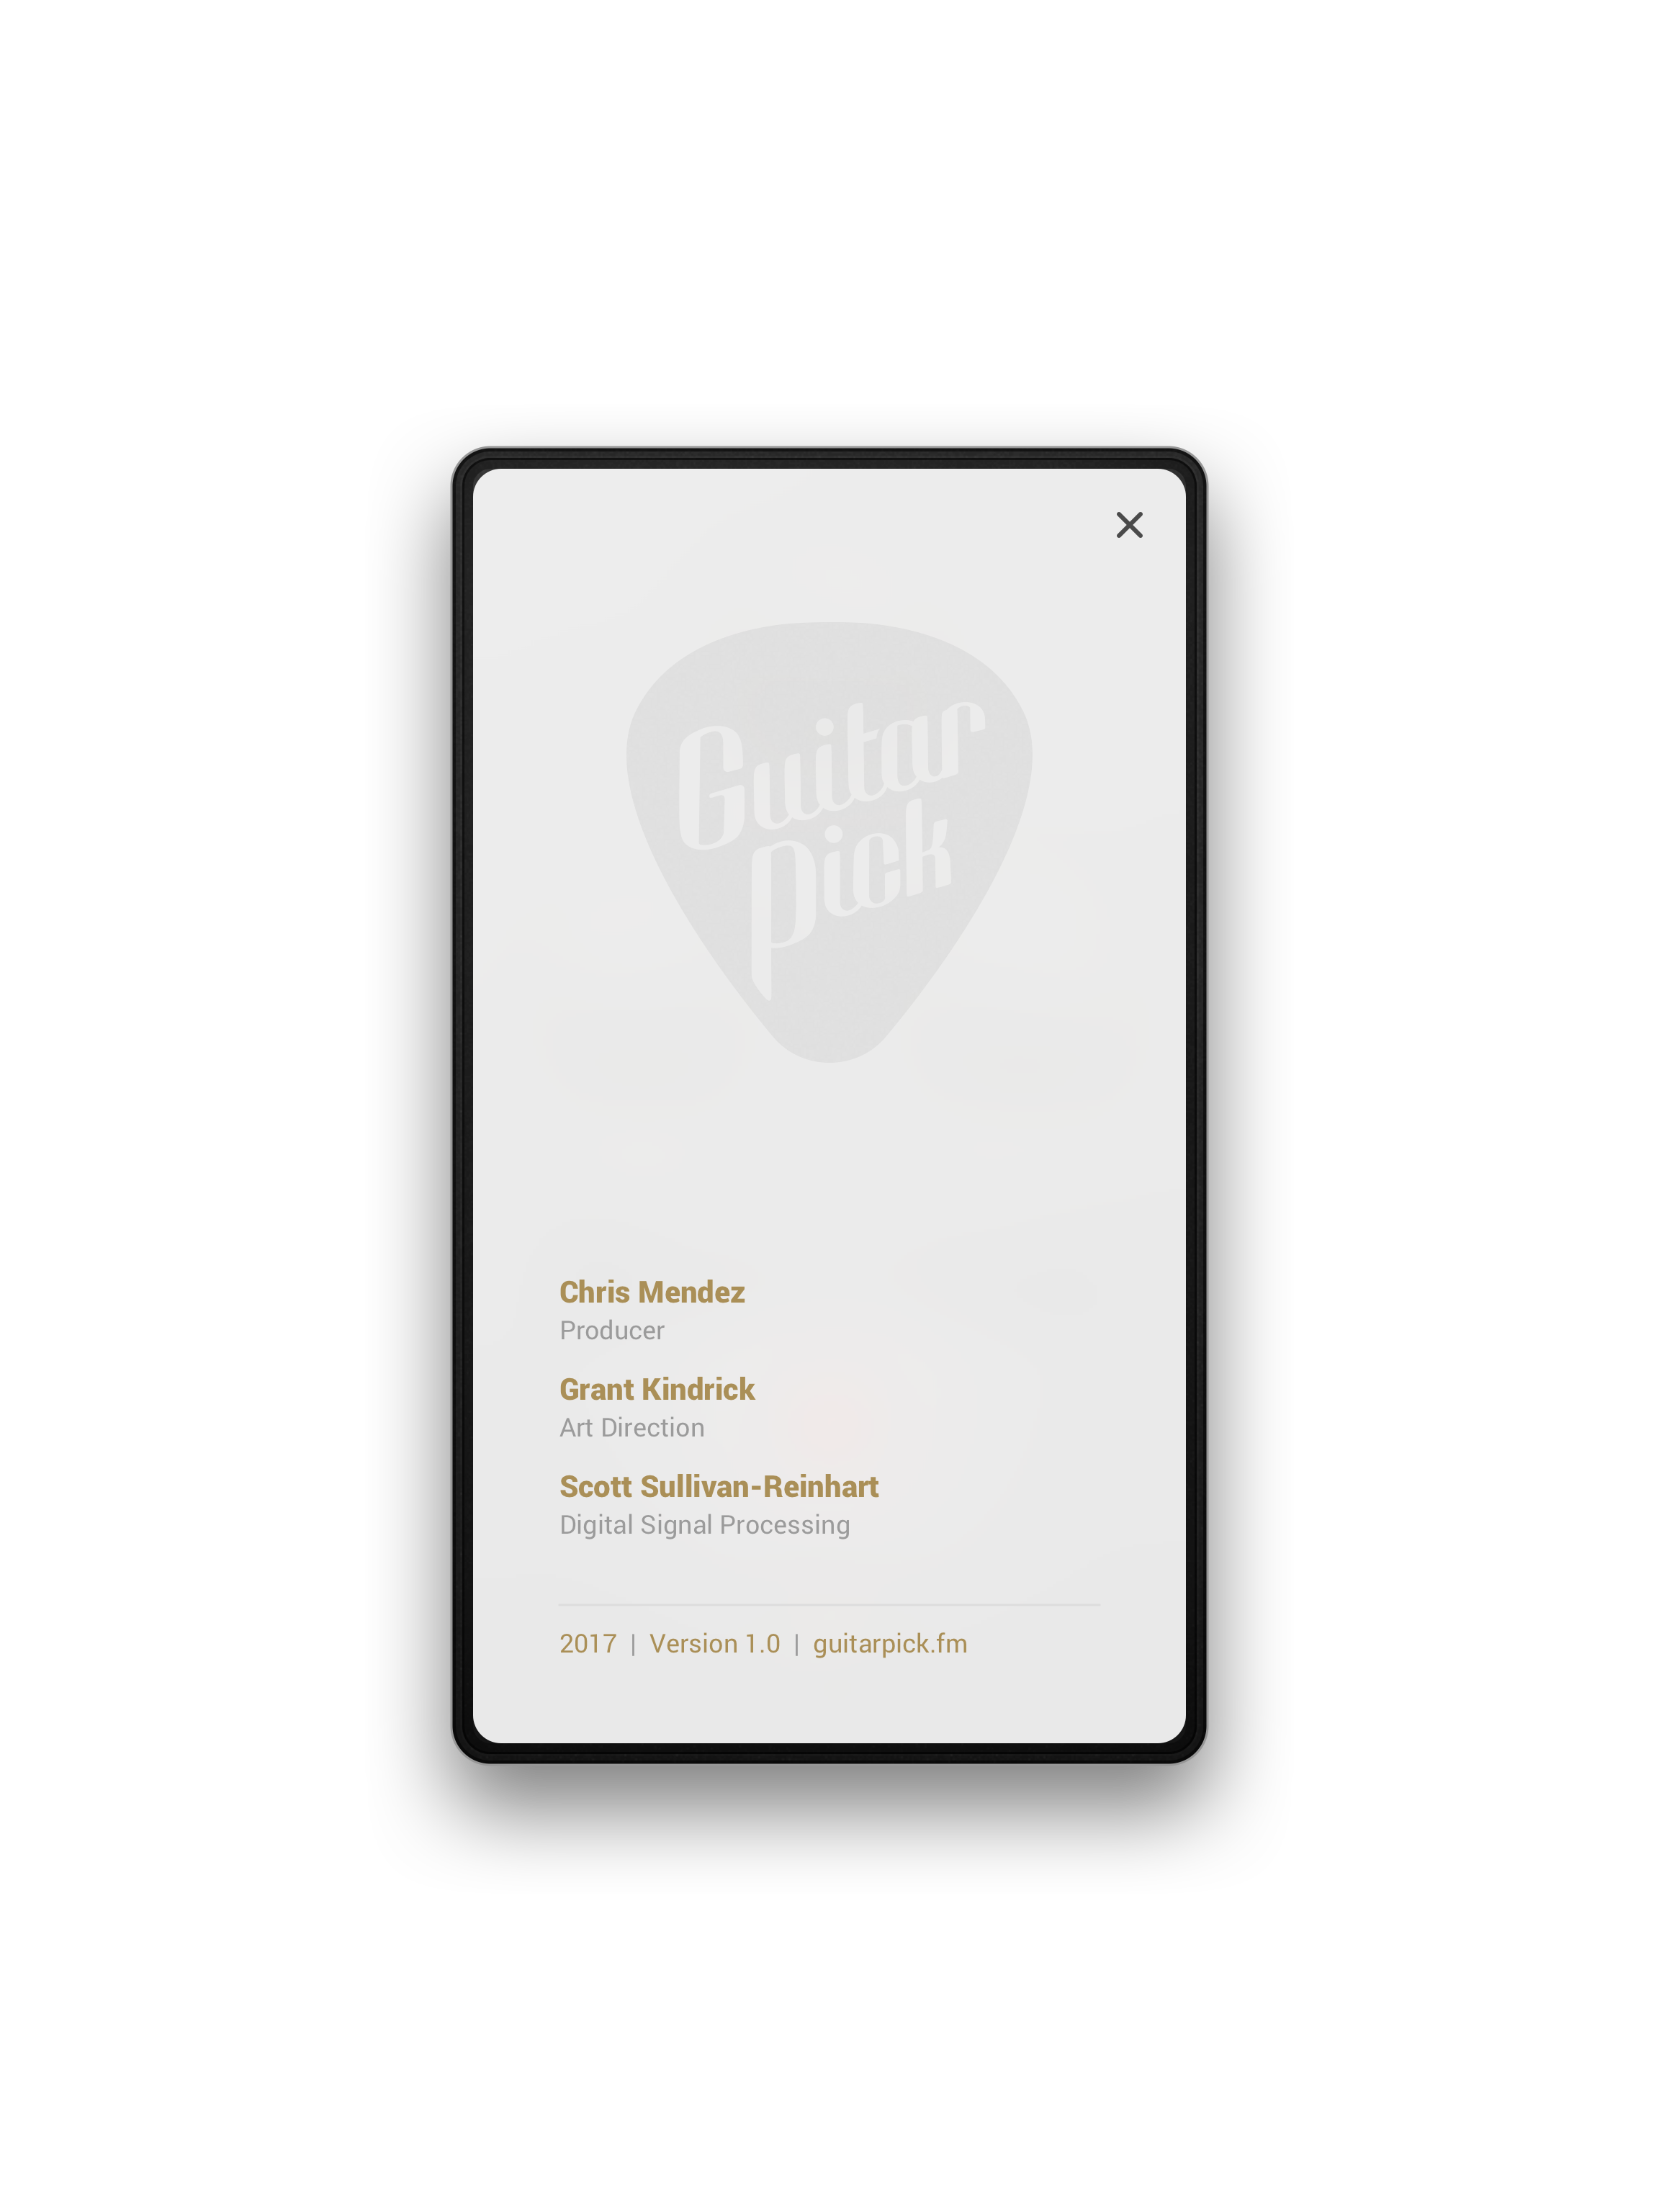 Guitar
pick
Chris Mendez
Producer
Grant Kindrick
Art Direction
Scott Sullivan-Reinhart
Digital Signal Processing
2017 | Version 1.0 | guitarpick.fm